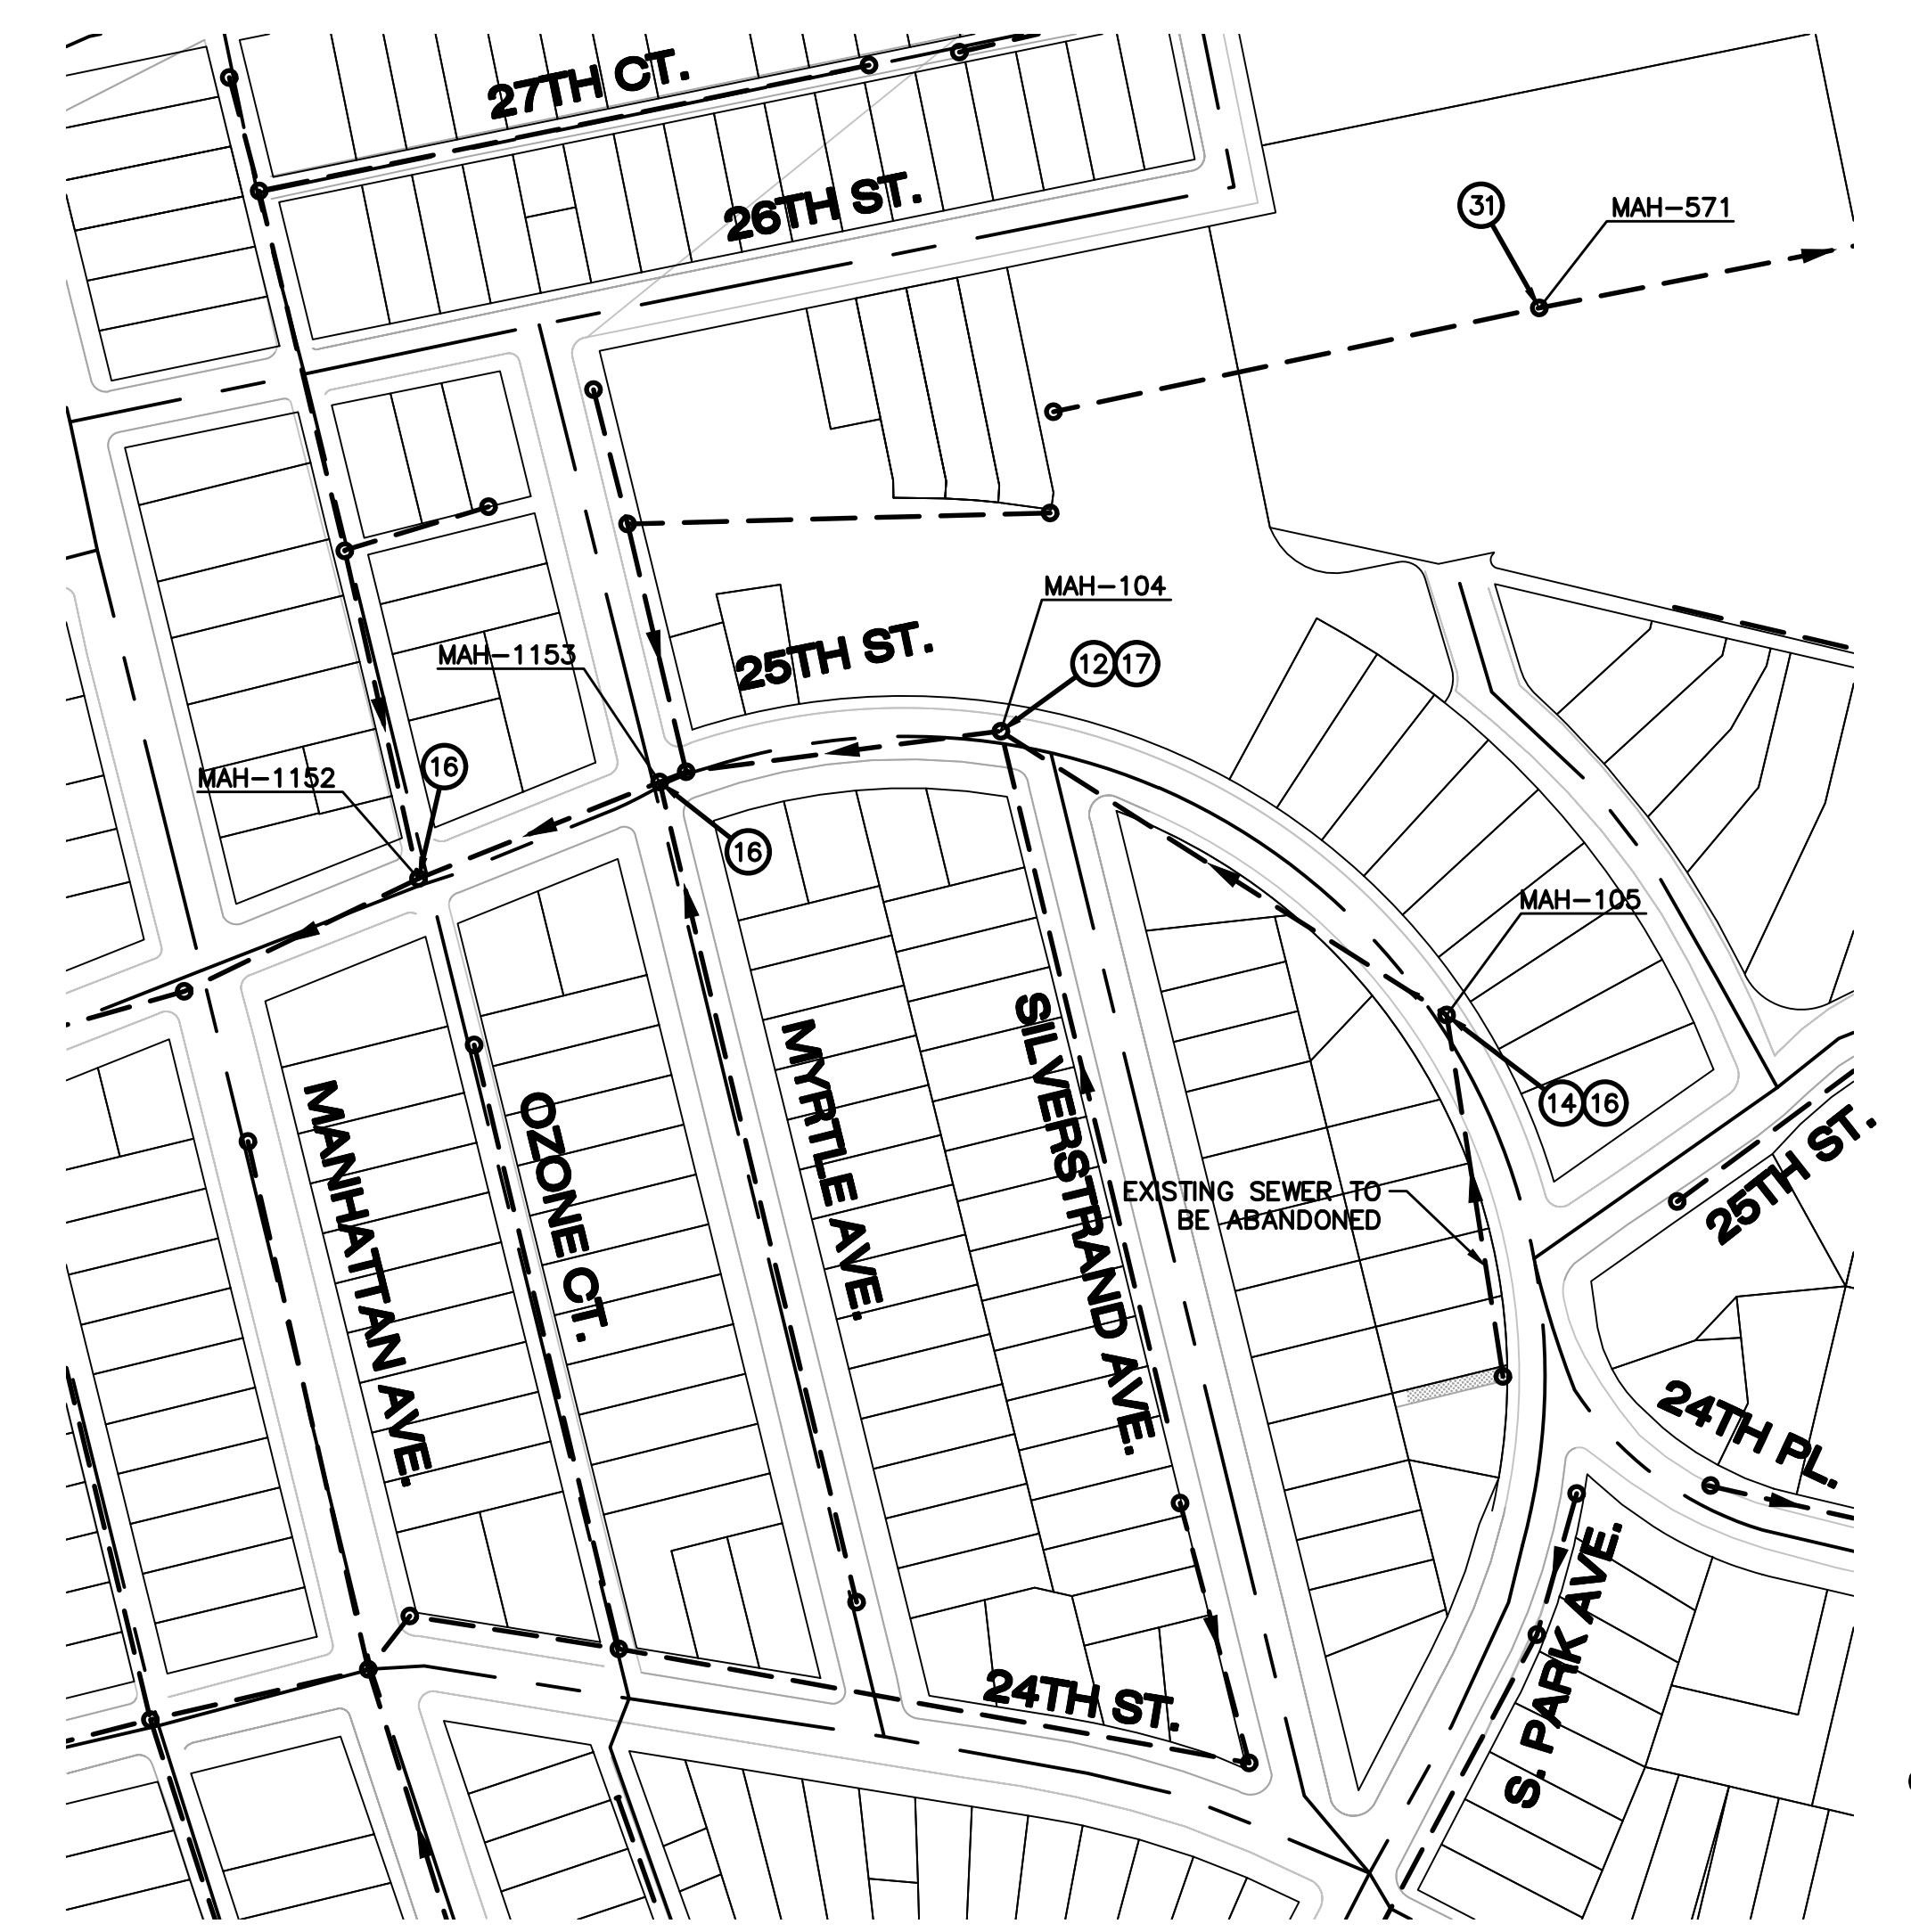 27TH CT.
26TH ST.
31
MAH-571
MAH-104
25TH ST.
MAH-1153
12 17
MAH-1152
16
16
MAH-105
14 16
SILVERSTRAND AVE.
MYRTLE AVE.
OZONE CT.
MANHATTAN AVE.
EXISTING SEWER TO
BE ABANDONED
25TH ST.
24TH PL.
S. PARK AVE.
24TH ST.